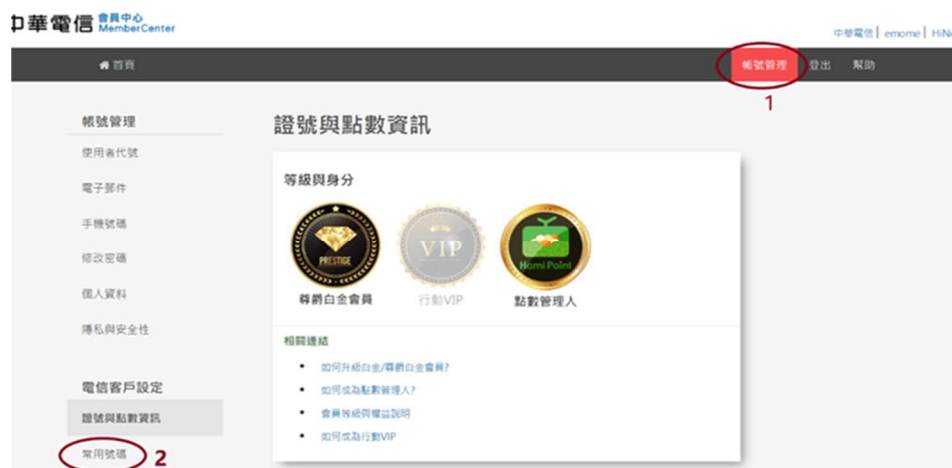 中華電信 會員中心
MemberCenter
中華電信 | emome | HiNe
首頁
帳號管理 登出 幫助
1
帳號管理
使用者代號
電子郵件
手機號碼
修改密碼
個人資料
隱私與安全性
電信客戶設定
證號與點數資訊
常用號碼 2
證號與點數資訊
等級與身分
PRESTIGE
VIP
Hami Point
尊爵白金會員
行動VIP
點數管理人
相關連結
如何升級白金/尊爵白金會員?
如何成為點數管理人?
會員等級與權益說明
如何成為行動VIP